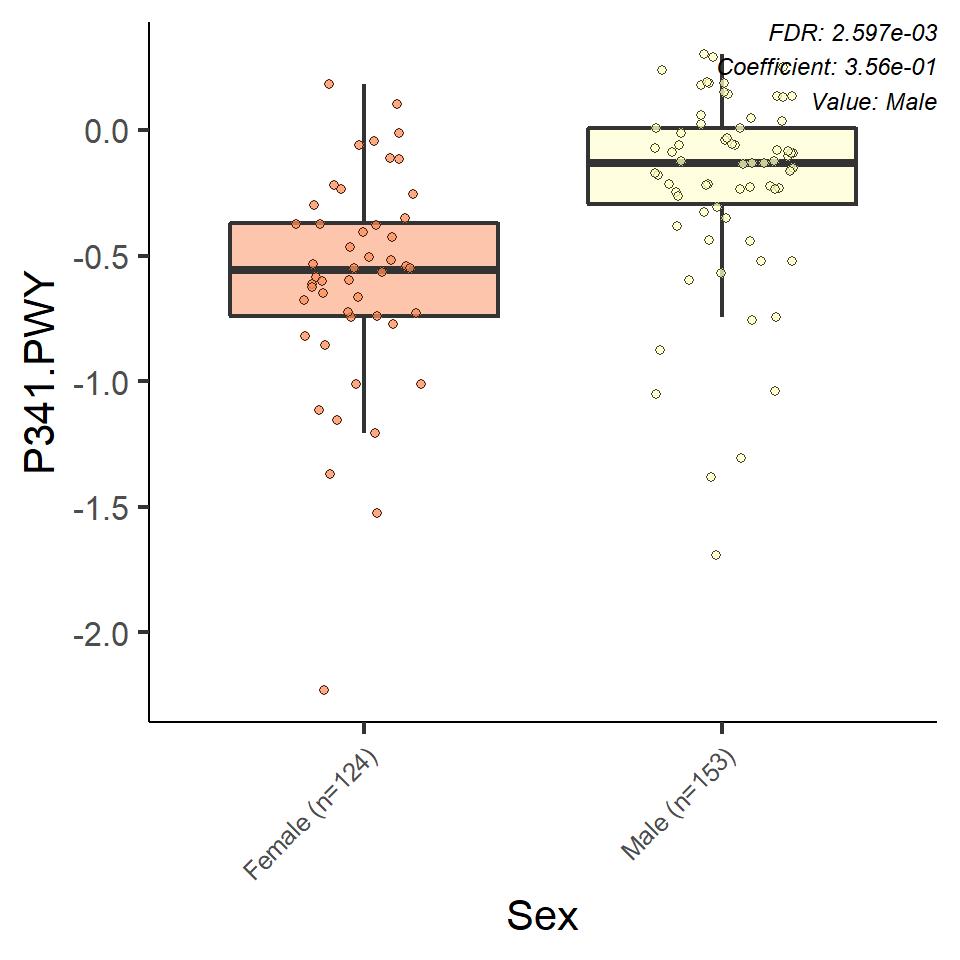 FDR: 2.597e-03
Coefficient: 3.56e-01
Value: Male
P341.PWY
0.0
-0.5
-1.0
-1.5
-2.0
Female (n=124)
Male (n=153)
Sex